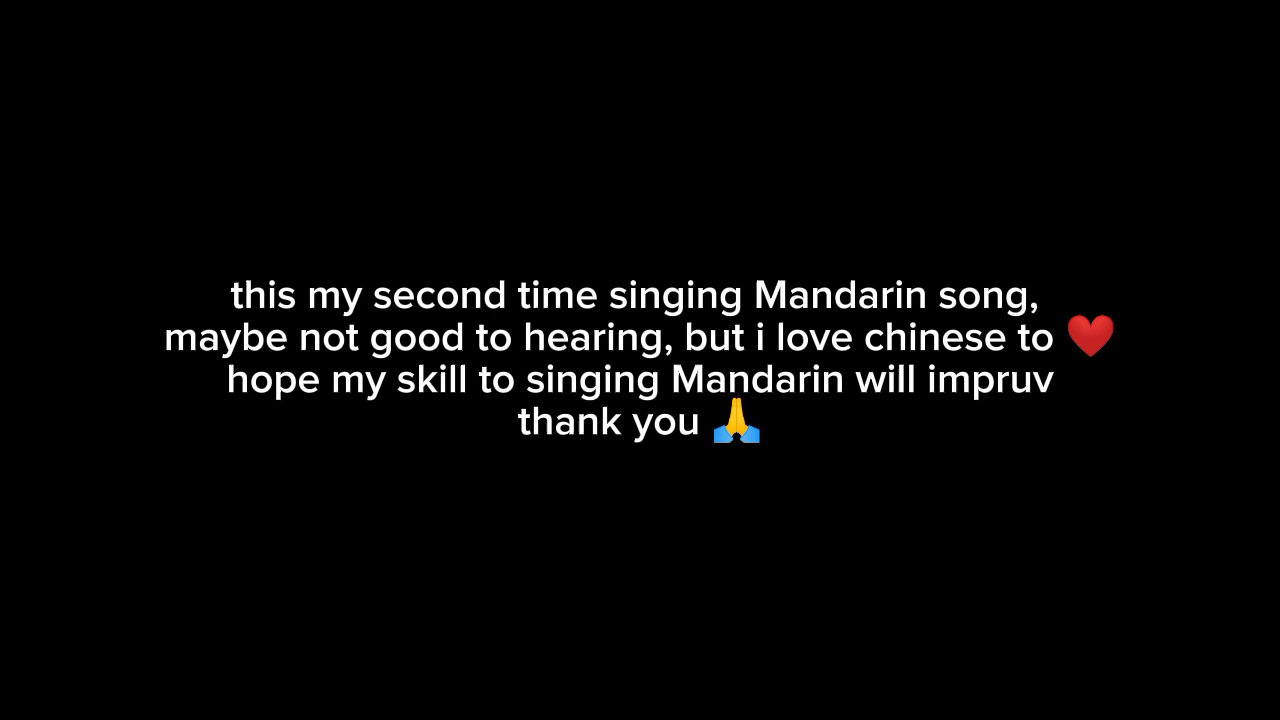 this my second time singing Mandarin song,
maybe not good to hearing, but i love chinese to ❤️
hope my skill to singing Mandarin will impruv
thank you 🙏